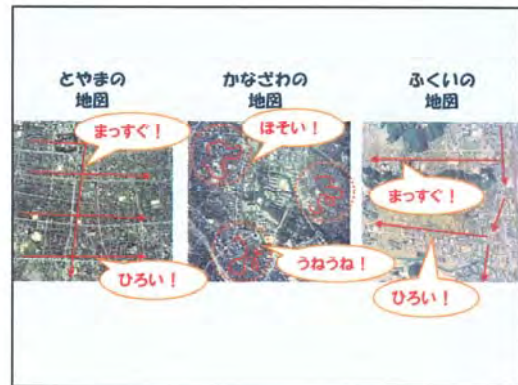 とやまの
地図
まっすぐ！
ひろい！
かなざわの
地図
ほそい！
うねうね！
ふくいの
地図
まっすぐ！
ひろい！